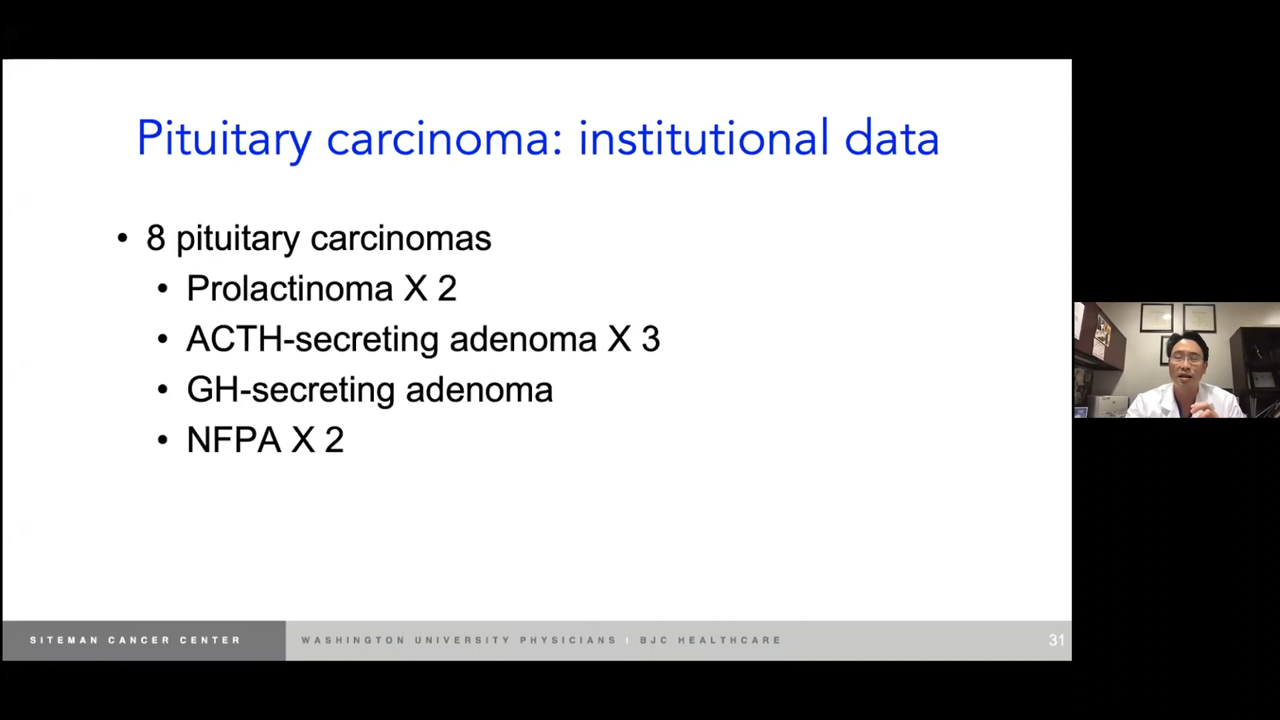 Pituitary carcinoma: institutional data
• 8 pituitary carcinomas
• Prolactinoma X 2
• ACTH-secreting adenoma X 3
• GH-secreting adenoma
• NFPA X 2
SITEMAN CANCER CENTER
WASHINGTON UNIVERSITY PHYSICIANS | BJC HEALTHCARE
31